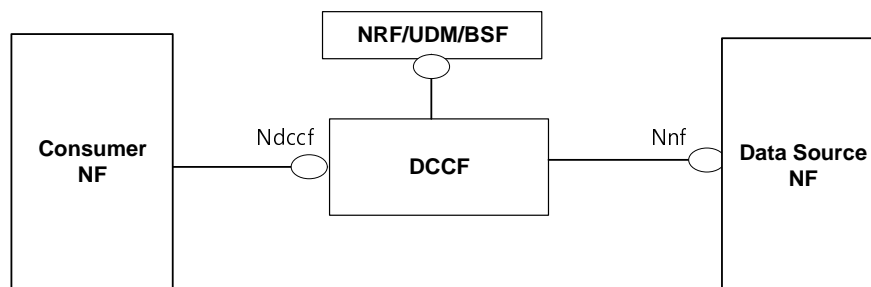 NRF/UDM/BSF
Consumer
NF
Ndccf
DCCF
Nnf
Data Source
NF